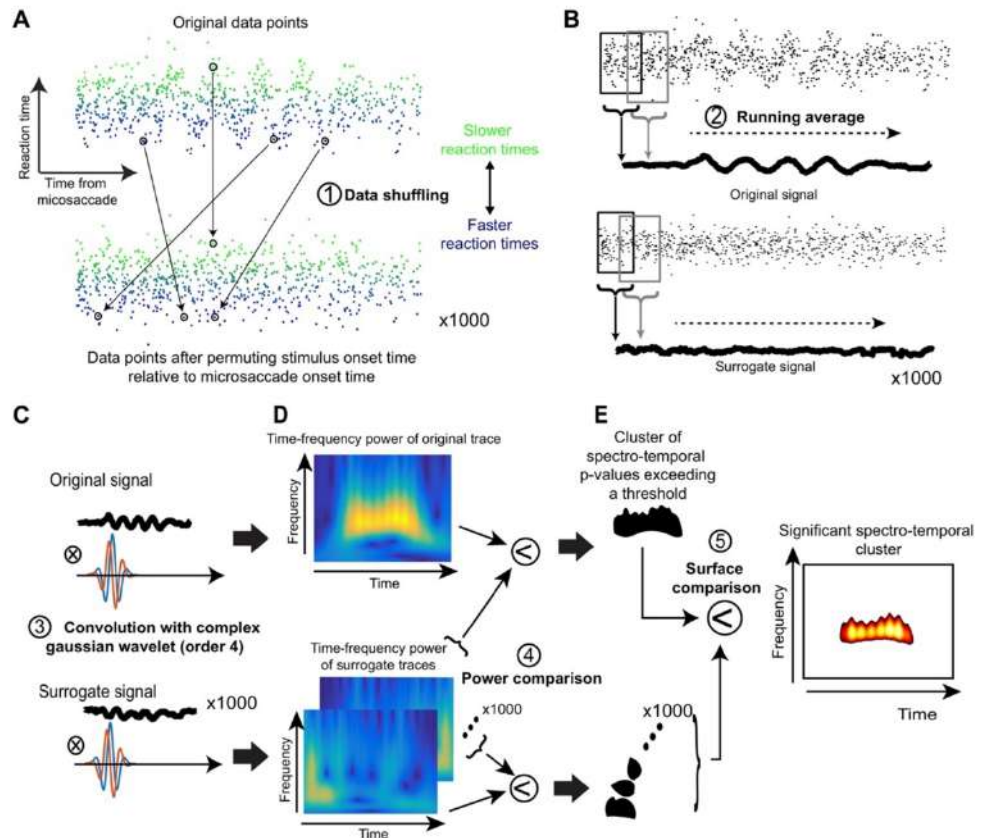 A
Original data points
Reaction time
Time from
micosaccade
Slower
reaction times
① Data shuffling
Faster
reaction times
x1000
Data points after permuting stimulus onset time
relative to microsaccade onset time
B
② Running average
Original signal
Surrogate signal
x1000
C
Original signal
③ Convolution with complex
gaussian wavelet (order 4)
Surrogate signal
x1000
D
Time-frequency power of original trace
Frequency
Time
<
Time-frequency power
of surrogate traces
④
Power comparison
x1000
Frequency
Time
<
E
Cluster of
spectro-temporal
p-values exceeding
a threshold
⑤
Surface
comparison
<
x1000
Significant spectro-temporal
cluster
Frequency
Time